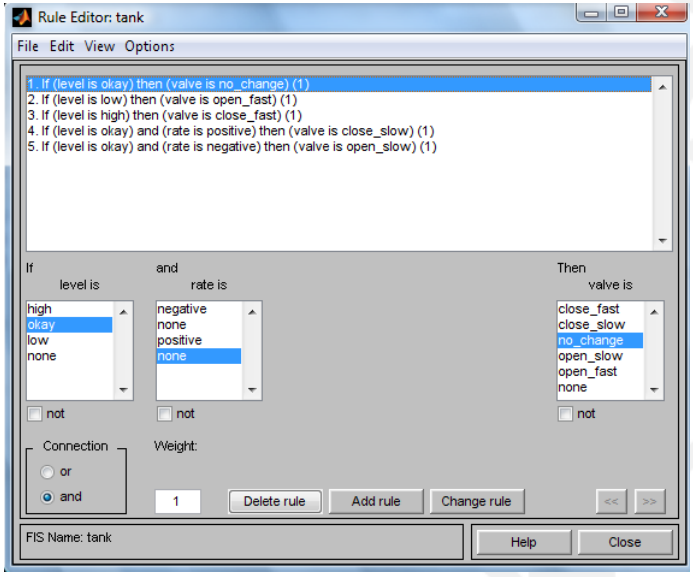 Rule Editor: tank
File Edit View Options
1. If (level is okay) then (valve is no_change) (1)
2. If (level is low) then (valve is open_fast) (1)
3. If (level is high) then (valve is close_fast) (1)
4. If (level is okay) and (rate is positive) then (valve is close_slow) (1)
5. If (level is okay) and (rate is negative) then (valve is open_slow) (1)
If
level is
high
okay
low
none
not
and
rate is
negative
none
positive
none
not
Then
valve is
close_fast
close_slow
no_change
open_slow
open_fast
none
not
Connection
or
and
Weight:
1
Delete rule
Add rule
Change rule
<<
>>
FIS Name: tank
Help
Close